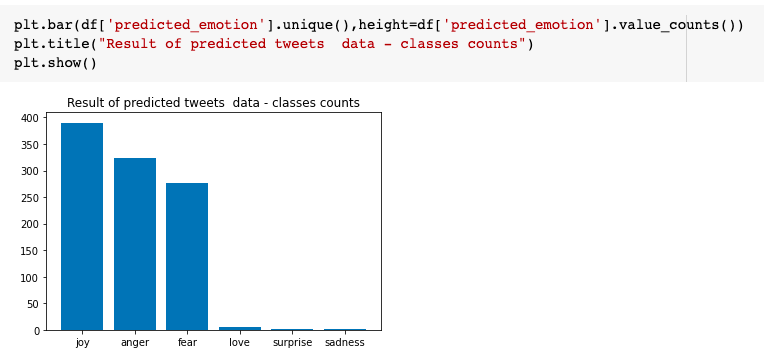 plt.bar(df['predicted_emotion'].unique(),height=df['predicted_emotion'].value_counts())
plt.title("Result of predicted tweets  data - classes counts")
plt.show()
Result of predicted tweets  data - classes counts
400
350
300
250
200
150
100
50
0
joy anger fear love surprise sadness